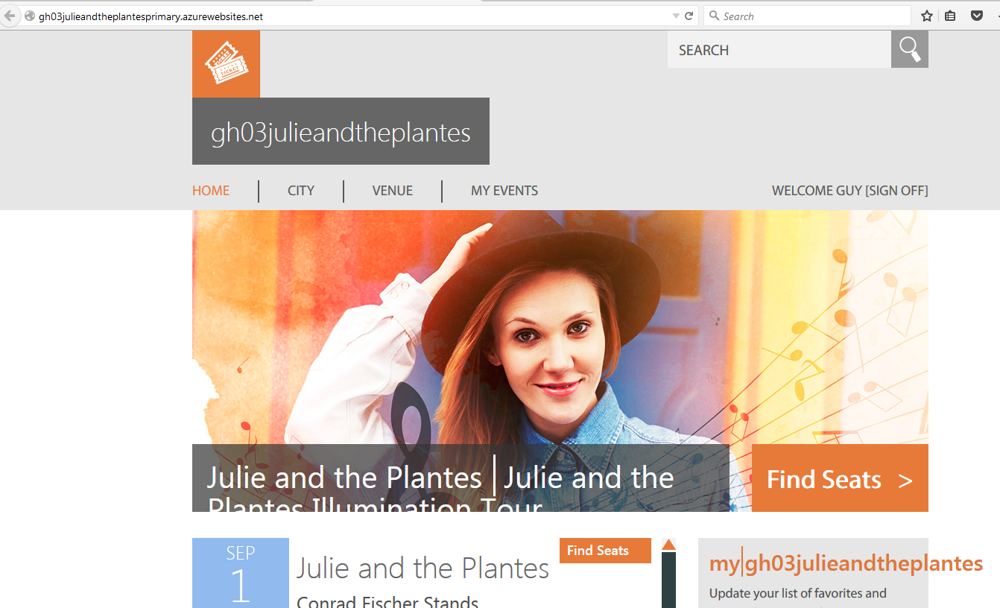 gh03julieandtheplantesprimary.azurewebsites.net
Search
TICKET
TICKET
SEARCH
gh03julieandtheplantes
HOME
CITY
VENUE
MY EVENTS
WELCOME GUY [SIGN OFF]
Julie and the Plantes | Julie and the
Plantes Illumination Tour
Find Seats >
SEP
1
Julie and the Plantes
Find Seats
Conrad Fischer Stands
my|gh03julieandtheplantes
Update your list of favorites and